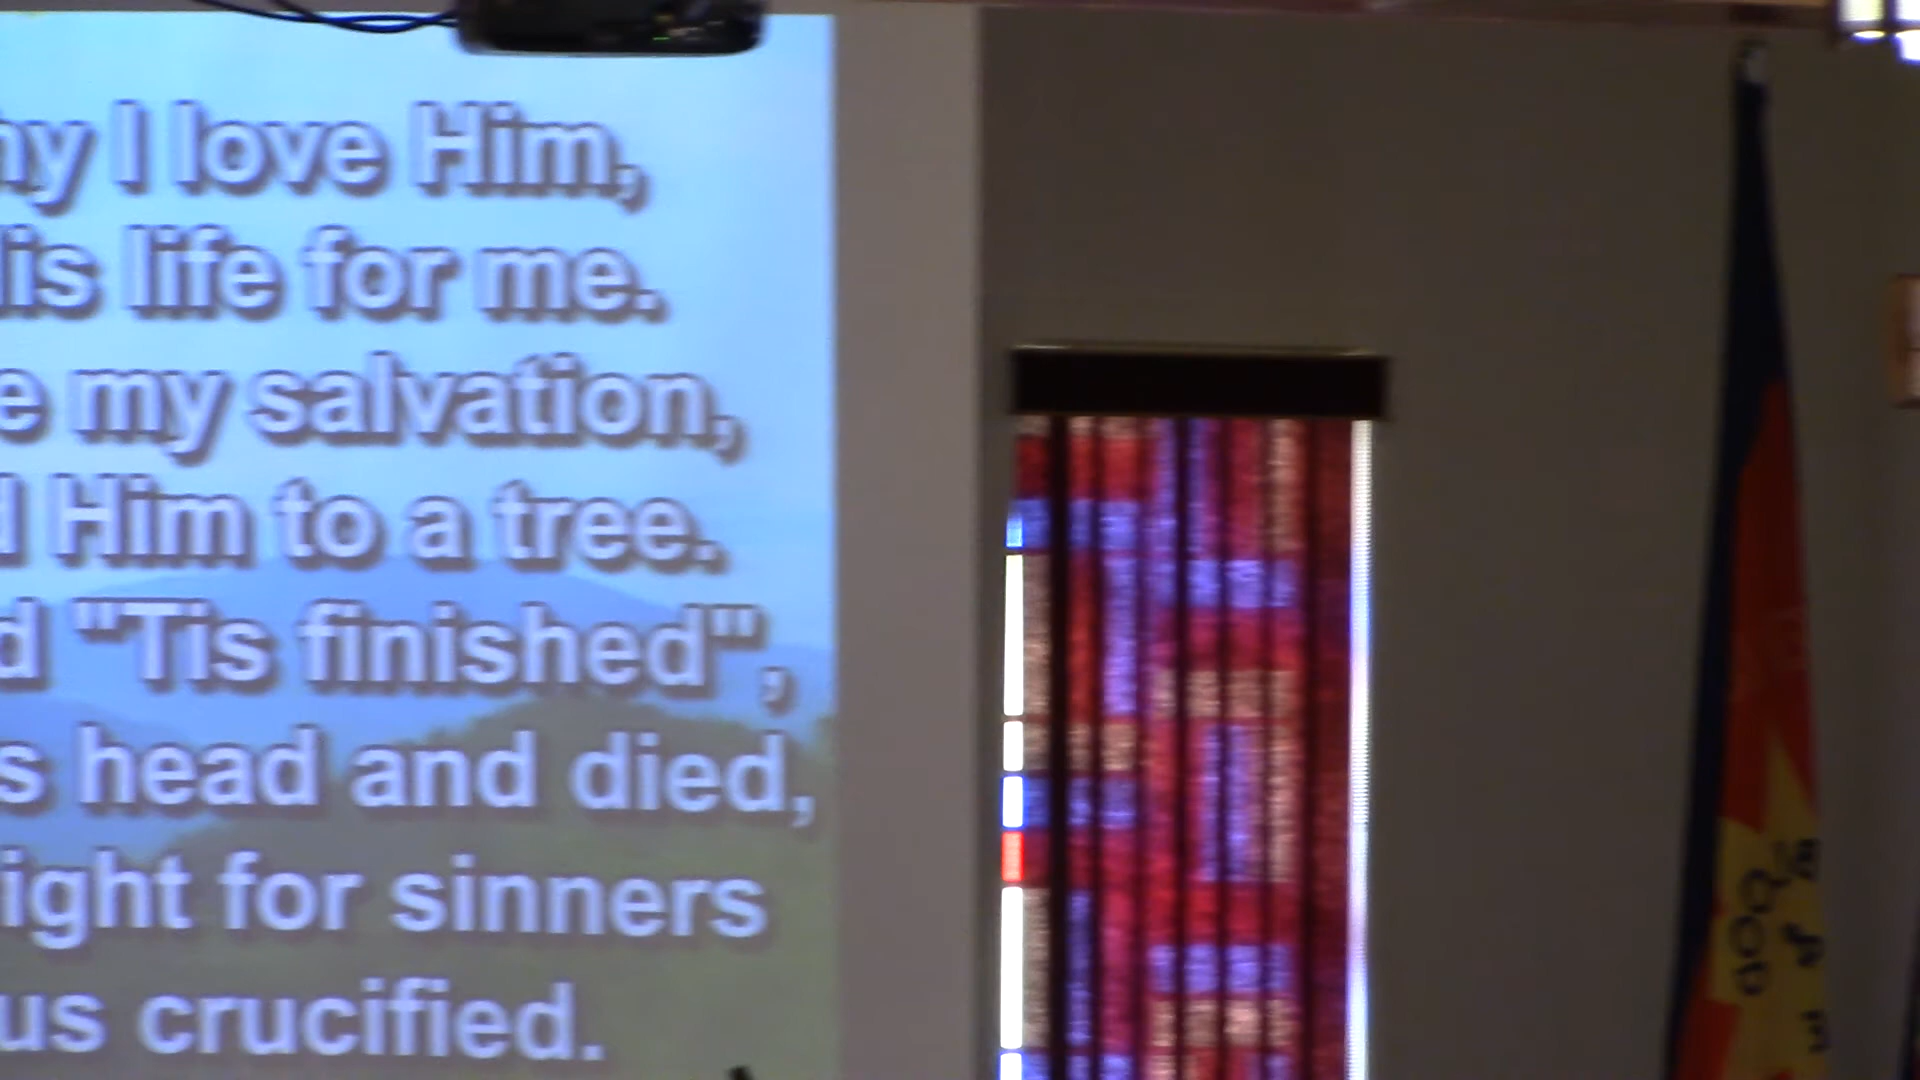 hy I love Him,
is life for me.
e my salvation,
d Him to a tree.
d "Tis finished",
s head and died,
ight for sinners
us crucified.